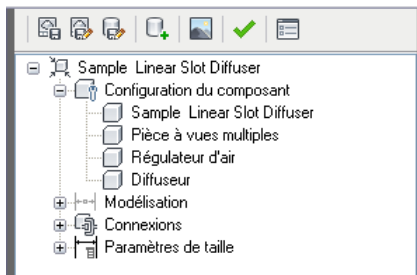 Sample Linear Slot Diffuser
Configuration du composant
Sample Linear Slot Diffuser
Pièce à vues multiples
Régulateur d'air
Diffuseur
Modélisation
Connexions
Paramètres de taille